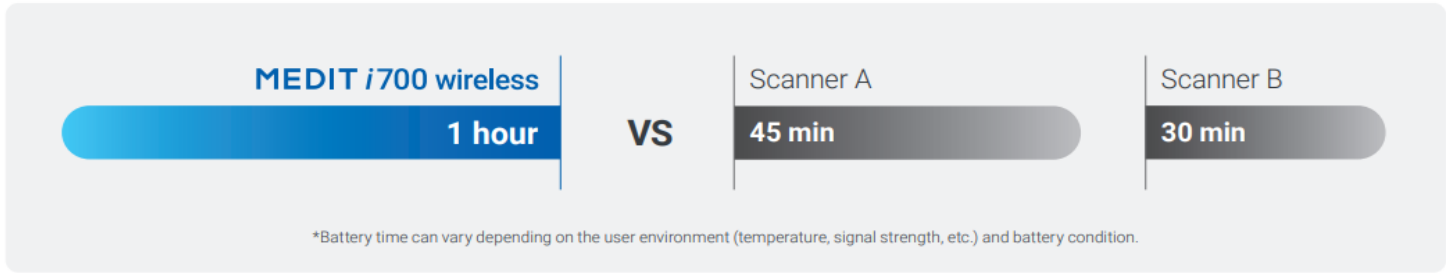 MEDIT i700 wireless
1 hour
VS
Scanner A
45 min
Scanner B
30 min
*Battery time can vary depending on the user environment (temperature, signal strength, etc.) and battery condition.